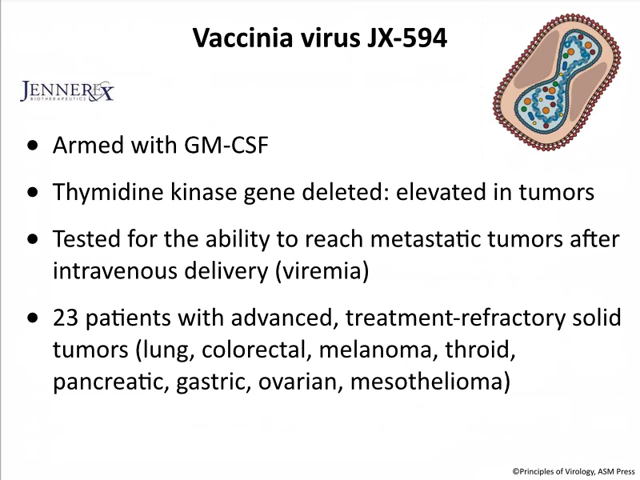 Vaccinia virus JX-594
JENNEREX
BIOTHERAPEUTICS
• Armed with GM-CSF
• Thymidine kinase gene deleted: elevated in tumors
• Tested for the ability to reach metastatic tumors after
intravenous delivery (viremia)
• 23 patients with advanced, treatment-refractory solid
tumors (lung, colorectal, melanoma, throid,
pancreatic, gastric, ovarian, mesothelioma)
©Principles of Virology, ASM Press